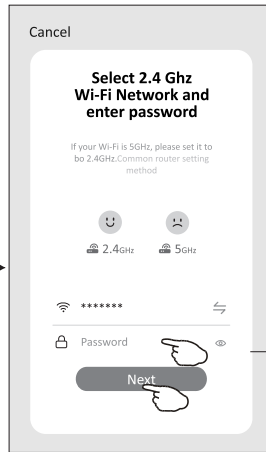 Cancel
Select 2.4 Ghz
Wi-Fi Network and
enter password
If your Wi-Fi is 5GHz, please set it to
bo 2.4GHz.Common router setting
method
2.4GHz 5GHz
*******
Password
Next